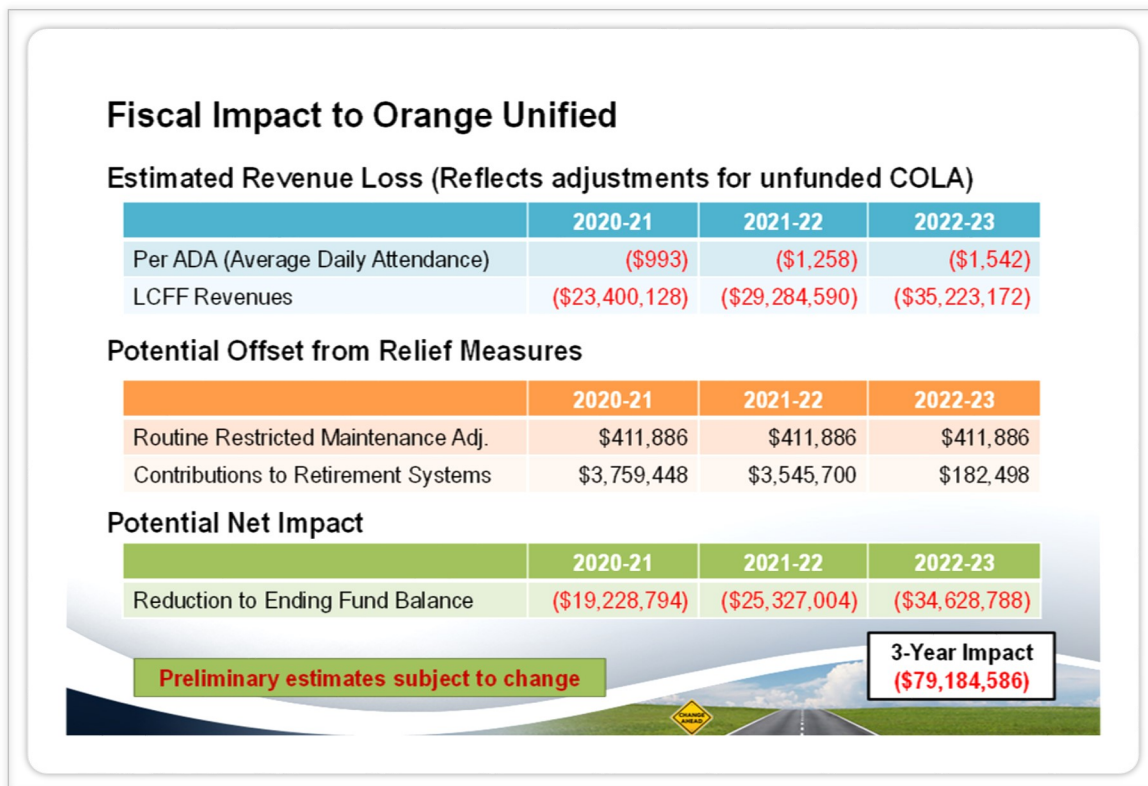 Fiscal Impact to Orange Unified
Estimated Revenue Loss (Reflects adjustments for unfunded COLA)
2020-21 2021-22 2022-23
Per ADA (Average Daily Attendance) ($993) ($1,258) ($1,542)
LCFF Revenues ($23,400,128) ($29,284,590) ($35,223,172)
Potential Offset from Relief Measures
2020-21 2021-22 2022-23
Routine Restricted Maintenance Adj. $411,886 $411,886 $411,886
Contributions to Retirement Systems $3,759,448 $3,545,700 $182,498
Potential Net Impact
2020-21 2021-22 2022-23
Reduction to Ending Fund Balance ($19,228,794) ($25,327,004) ($34,628,788)
Preliminary estimates subject to change
3-Year Impact
($79,184,586)
CHANGE
AHEAD